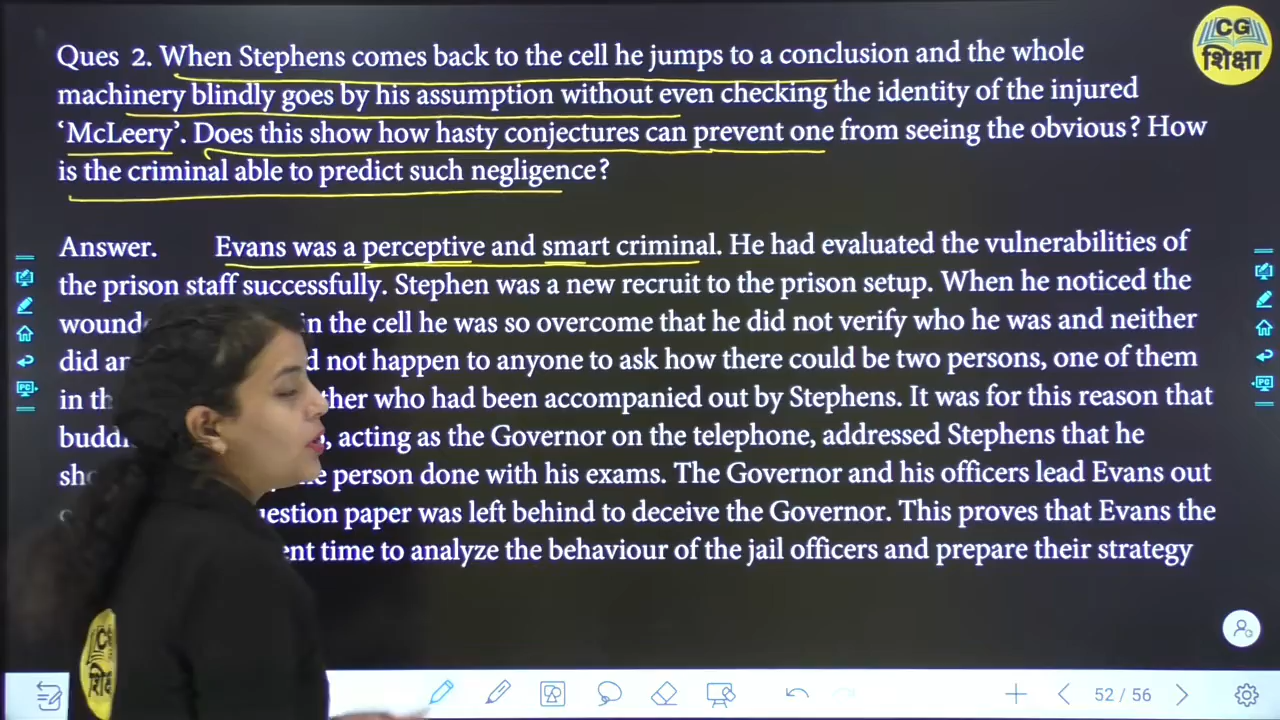 CG
शिक्षा
Ques 2. When Stephens comes back to the cell he jumps to a conclusion and the whole
machinery blindly goes by his assumption without even checking the identity of the injured
‘McLeery’. Does this show how hasty conjectures can prevent one from seeing the obvious? How
is the criminal able to predict such negligence?
Answer. Evans was a perceptive and smart criminal. He had evaluated the vulnerabilities of
the prison staff successfully. Stephen was a new recruit to the prison setup. When he noticed the
in the cell he was so overcome that he did not verify who he was and neither
did not happen to anyone to ask how there could be two persons, one of them
who had been accompanied out by Stephens. It was for this reason that
, acting as the Governor on the telephone, addressed Stephens that he
person done with his exams. The Governor and his officers lead Evans out
paper was left behind to deceive the Governor. This proves that Evans the
time to analyze the behaviour of the jail officers and prepare their strategy
CG
शि
52 / 56